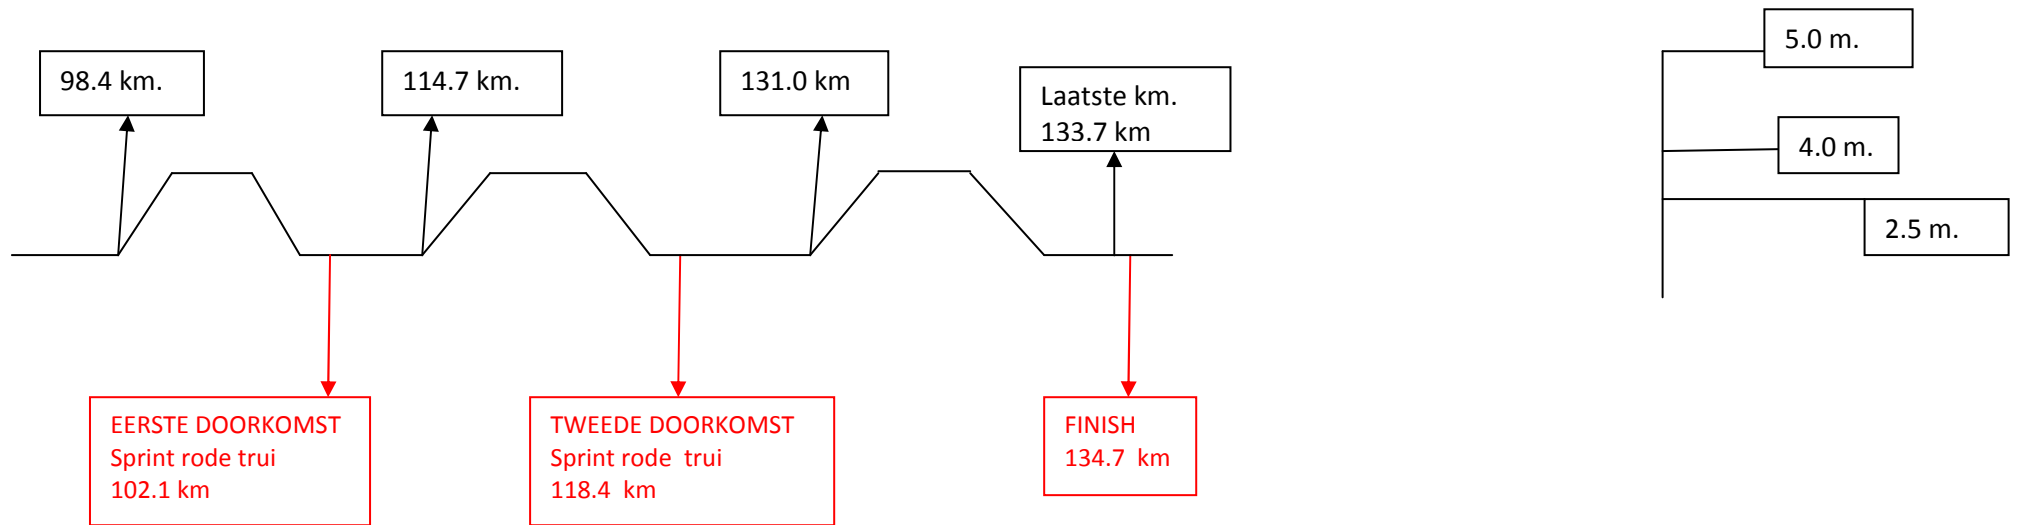 98.4 km.
114.7 km.
131.0 km
Laatste km.
133.7 km
5.0 m.
4.0 m.
2.5 m.
EERSTE DOORKOMST
Sprint rode trui
102.1 km
TWEEDE DOORKOMST
Sprint rode  trui
118.4  km
FINISH
134.7  km